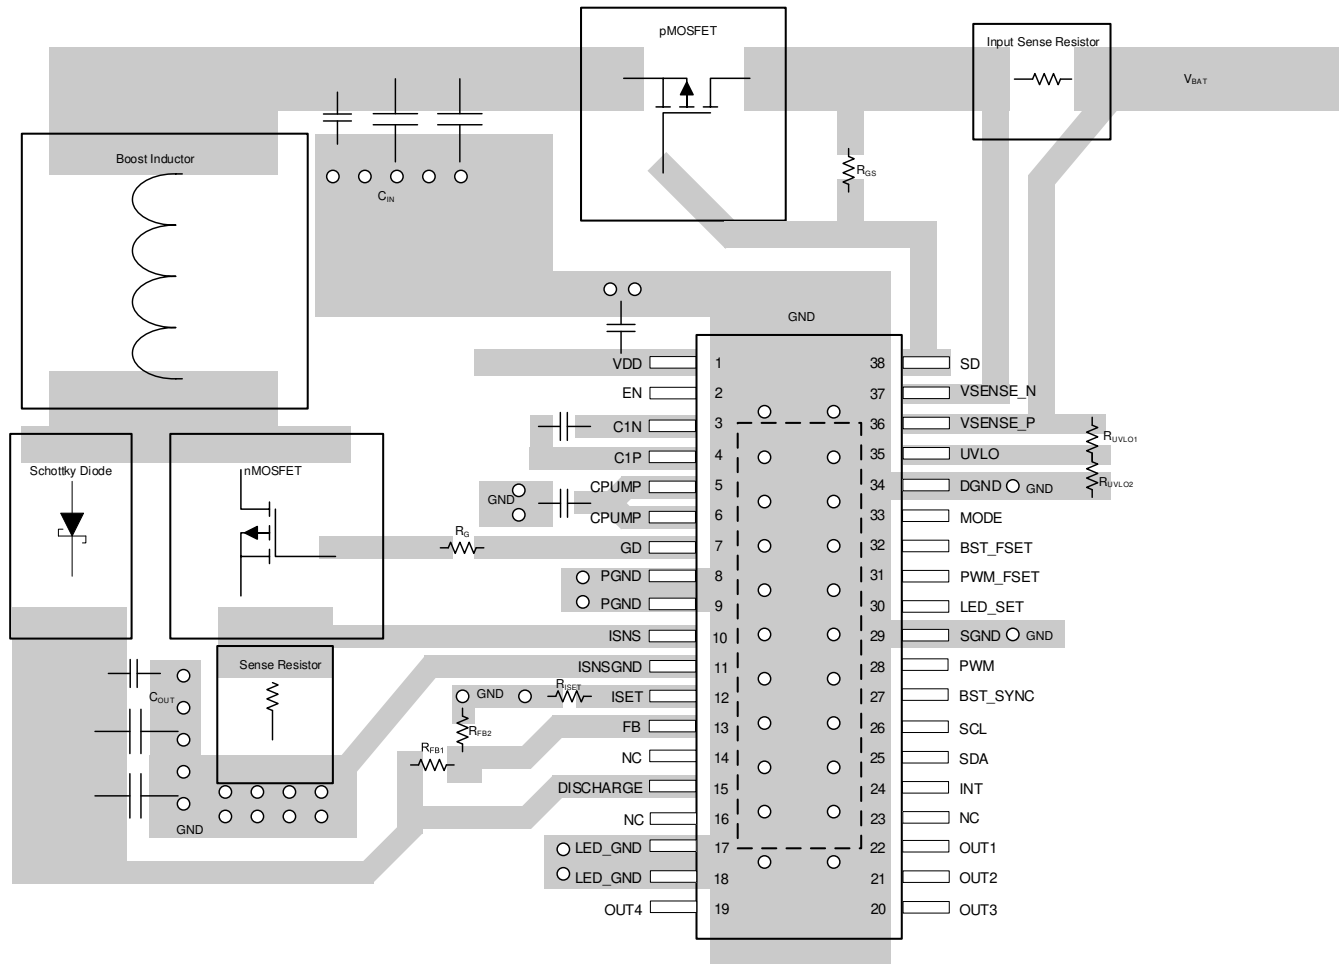 pMOSFET
Input Sense Resistor
VBAT
Boost Inductor
RGS
CIN
GND
VDD 1 38 SD
EN 2 37 VSENSE_N
C1N 3 36 VSENSE_P
RUVLO1
C1P 4 35 UVLO
Schottky Diode
nMOSFET
RUVLO2
GND CPUMP 5 34 DGND GND
CPUMP 6 33 MODE
RG
GD 7 32 BST_FSET
PGND 8 31 PWM_FSET
PGND 9 30 LED_SET
ISNS 10 29 SGND GND
Sense Resistor
ISNSGND 11 28 PWM
COUT
GND RISET ISET 12 27 BST_SYNC
RFB2
FB 13 26 SCL
RFB1
NC 14 25 SDA
DISCHARGE 15 24 INT
NC 16 23 NC
GND
LED_GND 17 22 OUT1
LED_GND 18 21 OUT2
OUT4 19 20 OUT3